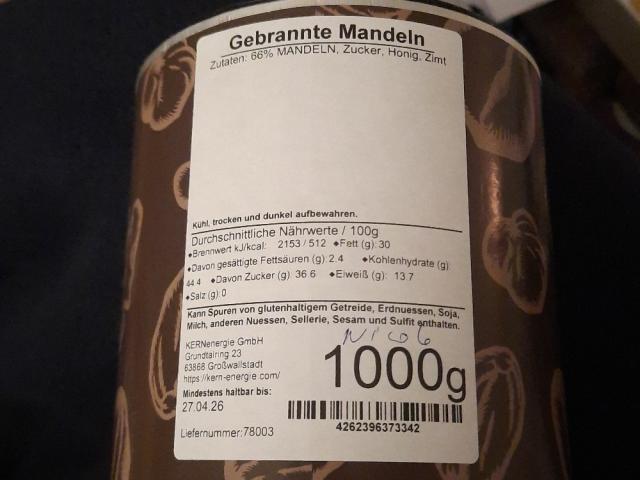 Gebrannte Mandeln
Zutaten: 66% MANDELN, Zucker, Honig, Zimt
Kühl, trocken und dunkel aufbewahren.
Durchschnittliche Nährwerte / 100g
◆Brennwert kJ/kcal: 2153 / 512 ◆Fett (g): 30
◆Davon gesättigte Fettsäuren (g): 2.4 ◆Kohlenhydrate (g):
44.4 ◆Davon Zucker (g): 36.6 ◆Eiweiß (g): 13.7
◆Salz (g): 0
Kann Spuren von glutenhaltigem Getreide, Erdnuessen, Soja,
Milch, anderen Nuessen, Sellerie, Sesam und Sulfit enthalten.
KERNenergie GmbH
Grundtalring 23
63868 Großwallstadt
https://kern-energie.com/
Mindestens haltbar bis:
27.04.26
Liefernummer:78003
1000g
4262396373342